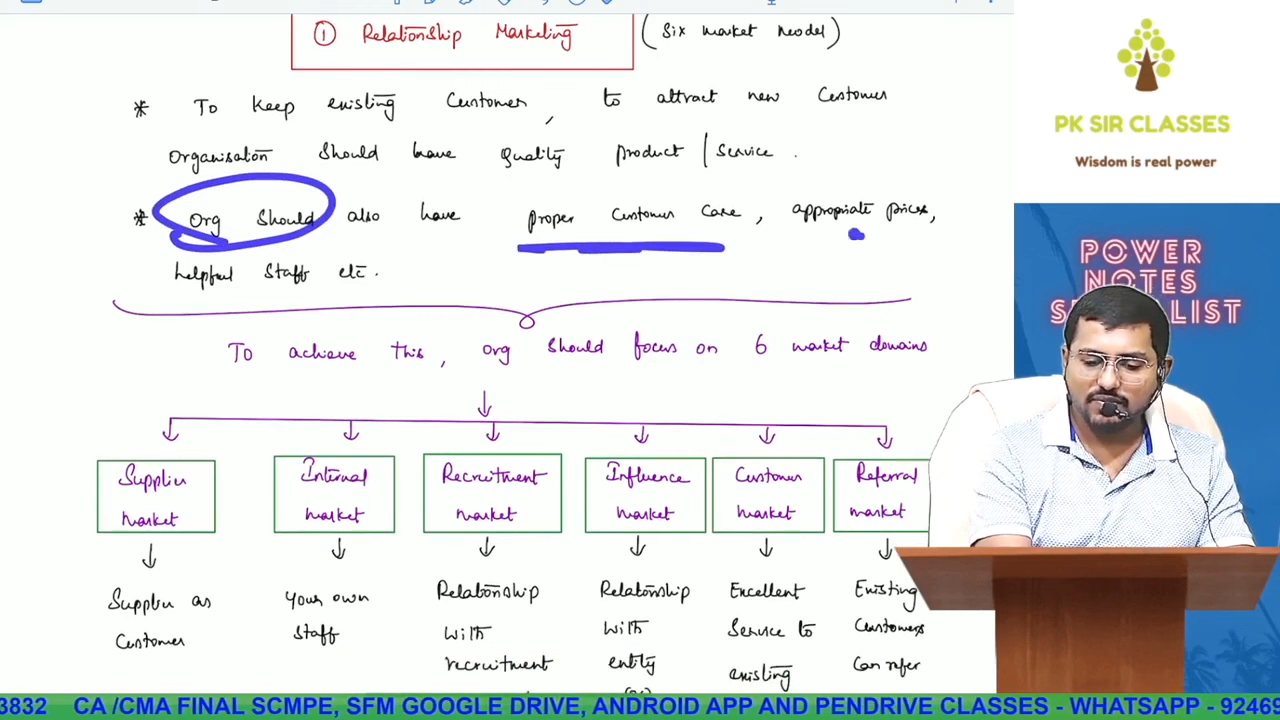 ① Relationship Marketing (Six market model)
* To keep existing Customer, to attract new Customer
Organisation Should have Quality product / Service.
* Org Should also have proper Customer Care, appropriate prices,
helpful Staff etc.
To achieve this, org should focus on 6 market domains
Supplier market
Internal market
Recruitment market
Influence market
Customer market
Referral market
Supplier as
Customer
Your own
Staff
Relationship
With
recruitment
Relationship
With
entity
Excellent
Service to
existing
Existing
Customers
Can refer
PK SIR CLASSES
Wisdom is real power
POWER
NOTES
3832 CA /CMA FINAL SCMPE, SFM GOOGLE DRIVE, ANDROID APP AND PENDRIVE CLASSES - WHATSAPP - 9246